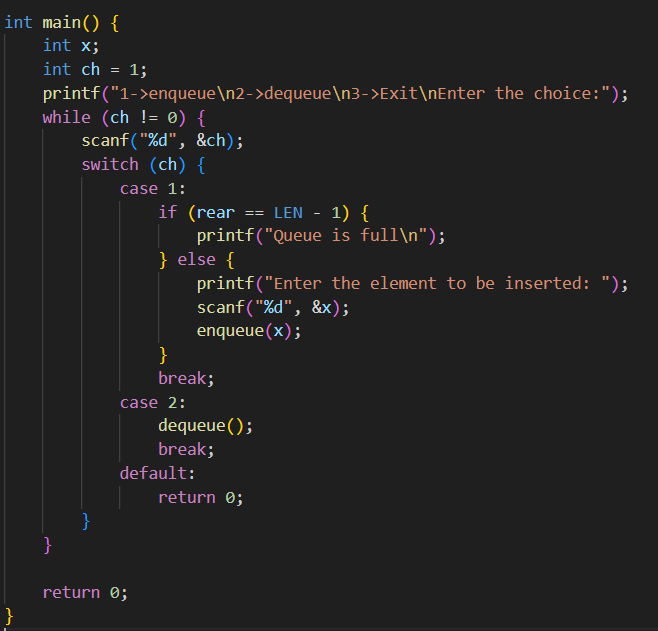 int main() {
    int x;
    int ch = 1;
    printf("1->enqueue\n2->dequeue\n3->Exit\nEnter the choice:");
    while (ch != 0) {
        scanf("%d", &ch);
        switch (ch) {
            case 1:
                if (rear == LEN - 1) {
                    printf("Queue is full\n");
                } else {
                    printf("Enter the element to be inserted: ");
                    scanf("%d", &x);
                    enqueue(x);
                }
                break;
            case 2:
                dequeue();
                break;
            default:
                return 0;
        }
    }

    return 0;
}